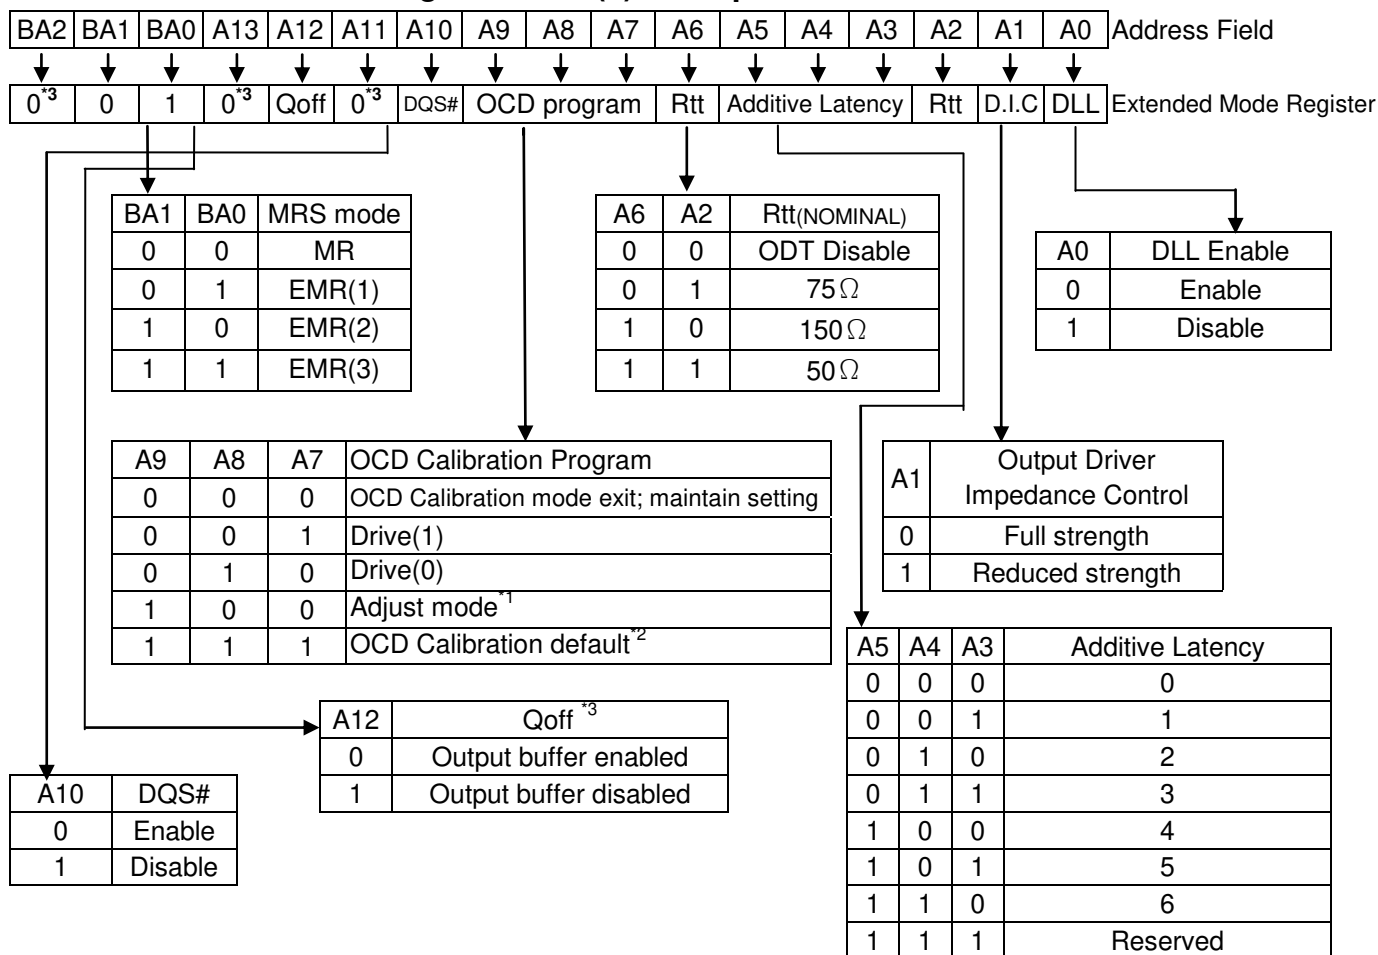 BA2 BA1 BA0 A13 A12 A11 A10 A9 A8 A7 A6 A5 A4 A3 A2 A1 A0 Address Field
0*3 0 1 0*3 Qoff 0*3 DQS# OCD program Rtt Additive Latency Rtt D.I.C DLL Extended Mode Register
BA1 BA0 MRS mode
0 0 MR
0 1 EMR(1)
1 0 EMR(2)
1 1 EMR(3)
A6 A2 Rtt(NOMINAL)
0 0 ODT Disable
0 1 75Ω
1 0 150Ω
1 1 50Ω
A0 DLL Enable
0 Enable
1 Disable
A9 A8 A7 OCD Calibration Program
0 0 0 OCD Calibration mode exit; maintain setting
0 0 1 Drive(1)
0 1 0 Drive(0)
1 0 0 Adjust mode*1
1 1 1 OCD Calibration default*2
A1 Output Driver
Impedance Control
0 Full strength
1 Reduced strength
A12 Qoff *3
0 Output buffer enabled
1 Output buffer disabled
A10 DQS#
0 Enable
1 Disable
A5 A4 A3 Additive Latency
0 0 0 0
0 0 1 1
0 1 0 2
0 1 1 3
1 0 0 4
1 0 1 5
1 1 0 6
1 1 1 Reserved